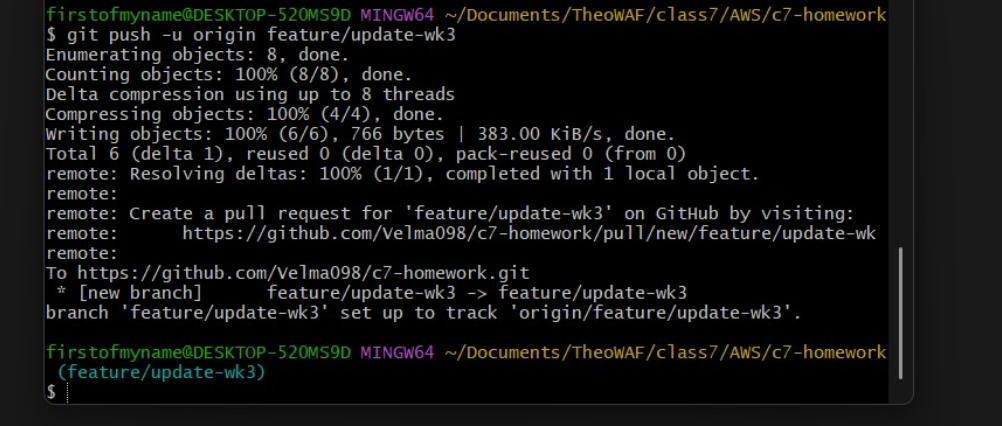 firstofmyname@DESKTOP-52OMS9D MINGW64 ~/Documents/TheoWAF/class7/AWS/c7-homework
$ git push -u origin feature/update-wk3
Enumerating objects: 8, done.
Counting objects: 100% (8/8), done.
Delta compression using up to 8 threads
Compressing objects: 100% (4/4), done.
Writing objects: 100% (6/6), 766 bytes | 383.00 KiB/s, done.
Total 6 (delta 1), reused 0 (delta 0), pack-reused 0 (from 0)
remote: Resolving deltas: 100% (1/1), completed with 1 local object.
remote:
remote: Create a pull request for 'feature/update-wk3' on GitHub by visiting:
remote:      https://github.com/Velma098/c7-homework/pull/new/feature/update-wk
remote:
To https://github.com/Velma098/c7-homework.git
 * [new branch]      feature/update-wk3 -> feature/update-wk3
branch 'feature/update-wk3' set up to track 'origin/feature/update-wk3'.
firstofmyname@DESKTOP-52OMS9D MINGW64 ~/Documents/TheoWAF/class7/AWS/c7-homework
 (feature/update-wk3)
$